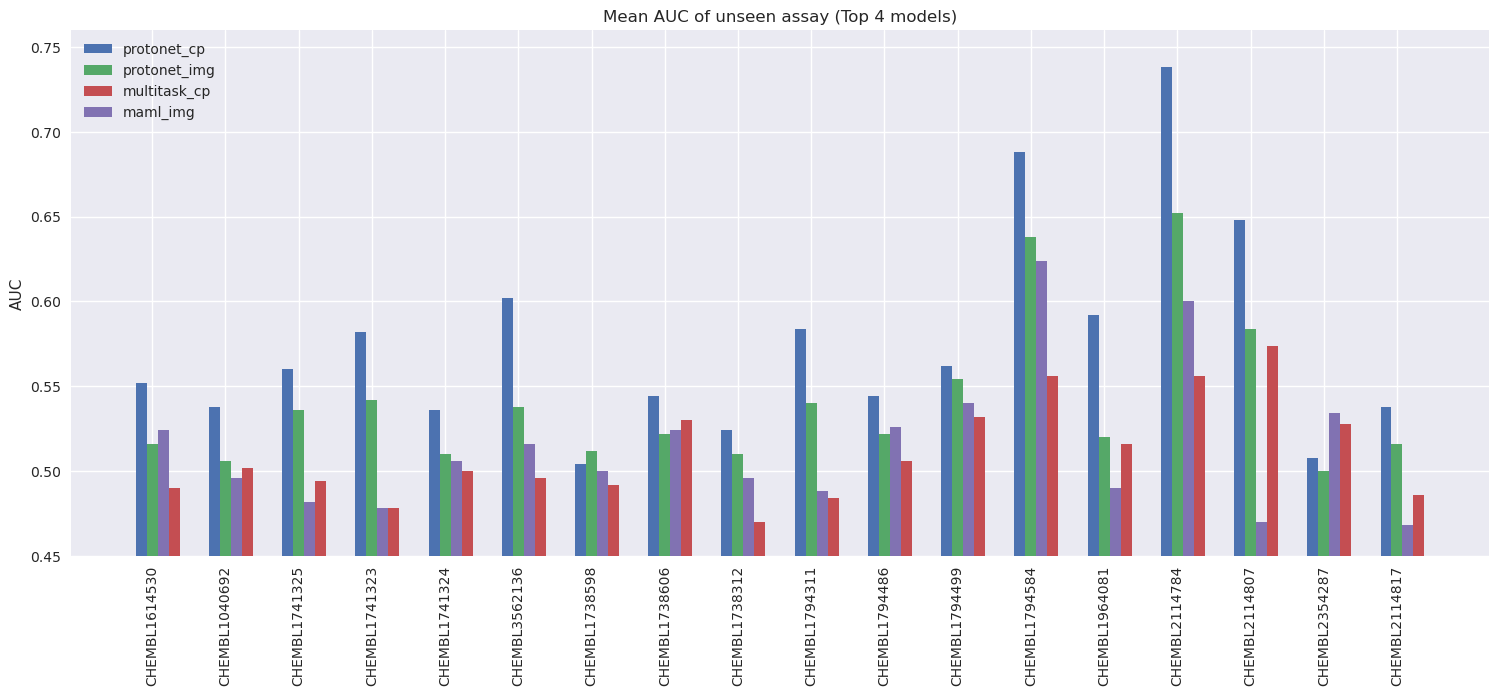 Mean AUC of unseen assay (Top 4 models)
protonet_cp
protonet_img
multitask_cp
maml_img
AUC
0.75
0.70
0.65
0.60
0.55
0.50
0.45
CHEMBL1614530
CHEMBL1040692
CHEMBL1741325
CHEMBL1741323
CHEMBL1741324
CHEMBL3562136
CHEMBL1738598
CHEMBL1738606
CHEMBL1738312
CHEMBL1794311
CHEMBL1794486
CHEMBL1794499
CHEMBL1794584
CHEMBL1964081
CHEMBL2114784
CHEMBL2114807
CHEMBL2354287
CHEMBL2114817